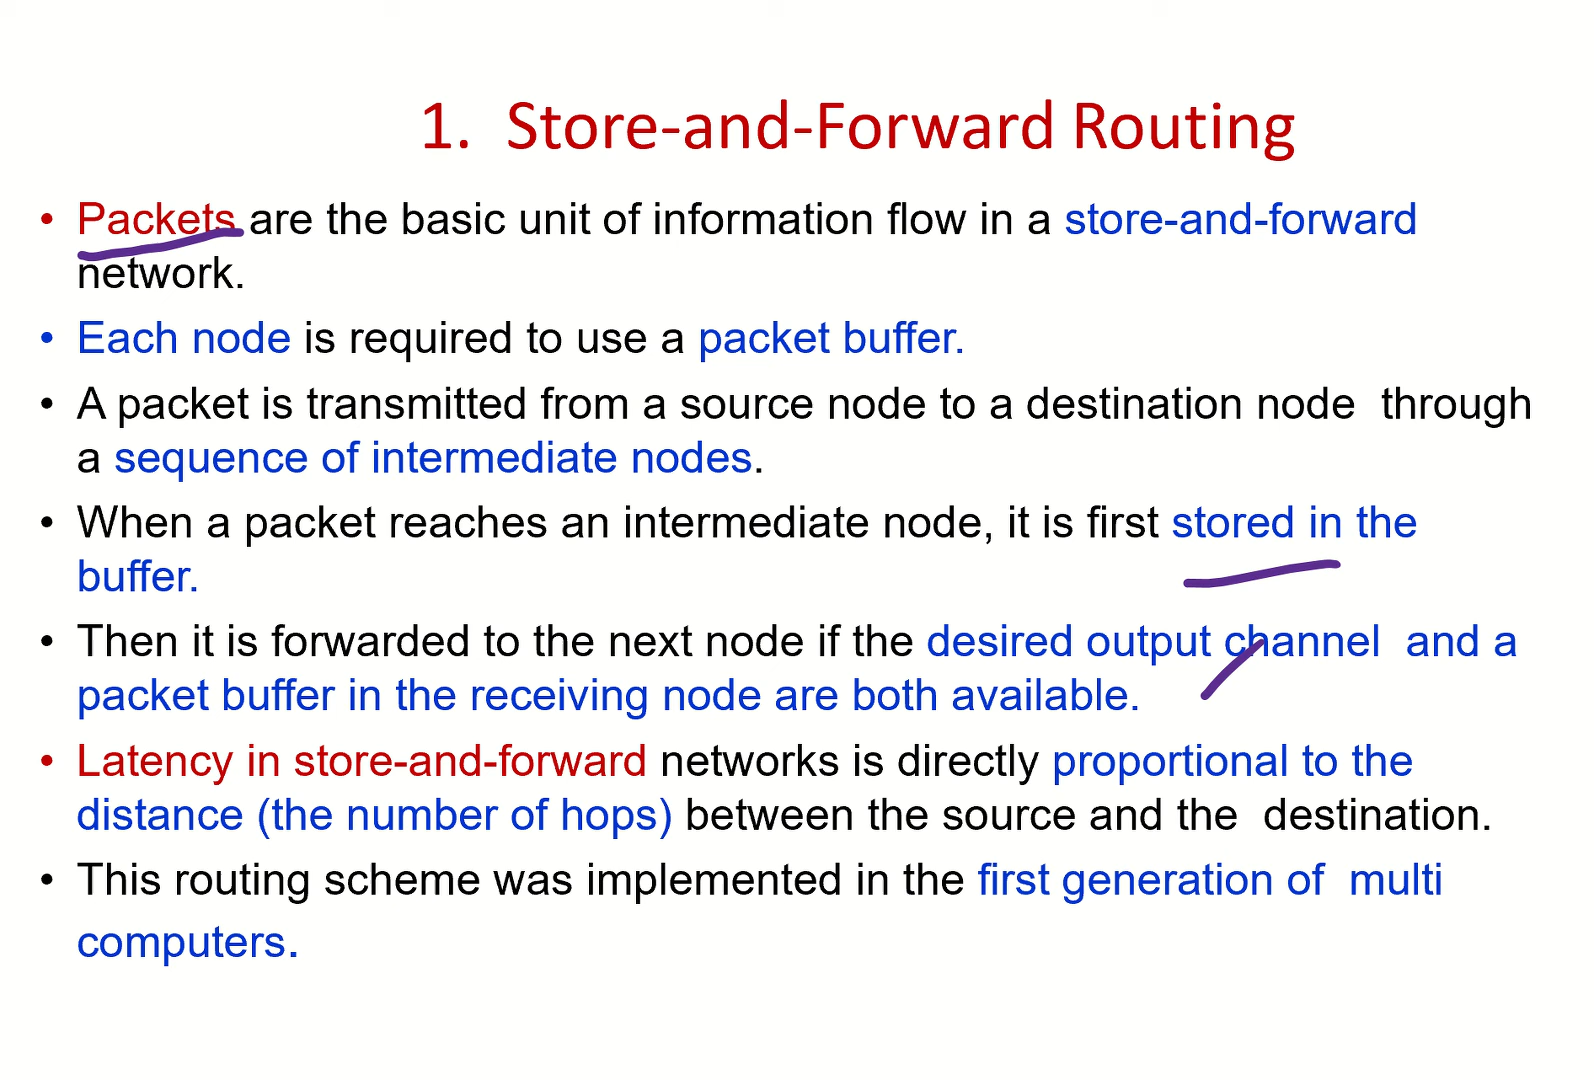 1. Store-and-Forward Routing
• Packets are the basic unit of information flow in a store-and-forward
network.
• Each node is required to use a packet buffer.
• A packet is transmitted from a source node to a destination node through
a sequence of intermediate nodes.
• When a packet reaches an intermediate node, it is first stored in the
buffer.
• Then it is forwarded to the next node if the desired output channel and a
packet buffer in the receiving node are both available.
• Latency in store-and-forward networks is directly proportional to the
distance (the number of hops) between the source and the destination.
• This routing scheme was implemented in the first generation of multi
computers.